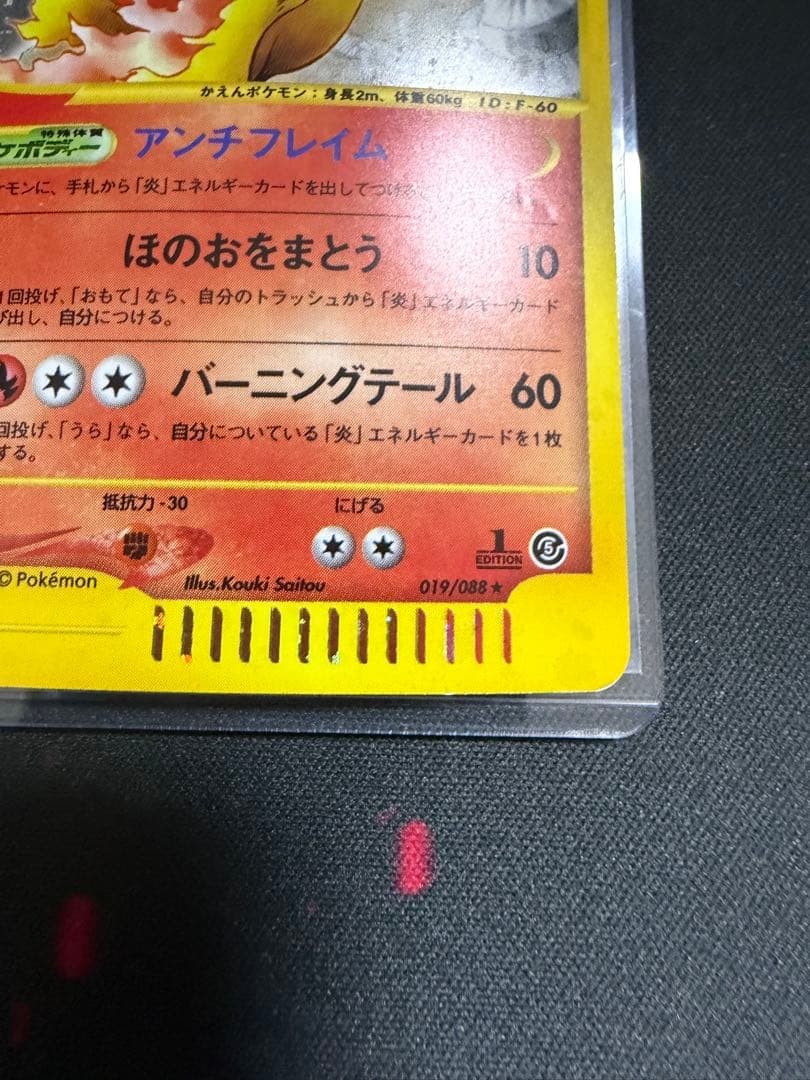 かえんポケモン：身長2m、体重60kg ID：F-60
特殊体質
ケボディー アンチフレイム
モンに、手札から「炎」エネルギーカードを出してつける
ほのおをまとう 10
回投げ、「おもて」なら、自分のトラッシュから「炎」エネルギーカード
び出し、自分につける。
バーニングテール 60
回投げ、「うら」なら、自分についている「炎」エネルギーカードを1枚
する。
抵抗力-30 にげる
1
EDITION
5
© Pokémon Illus.Kouki Saitou 019/088★